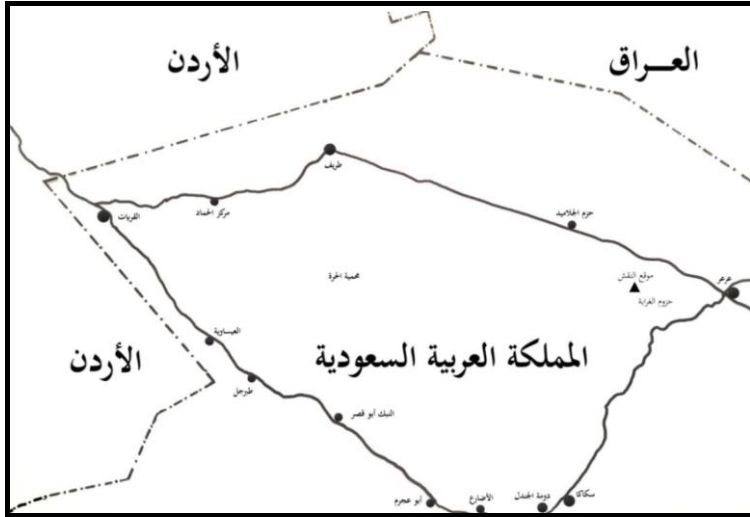 العـــراق
الأردن
طريف
مركز الحماد
القريات
حزم الجلاميد
عرعر
موقع النقش
حزوم الغرابة
محمية الحرة
العيساوية
المملكة العربية السعودية
الأردن
طبرجل
النبك أبو قصر
سكاكا
دومة الجندل
الأضارع
ابو عجرم